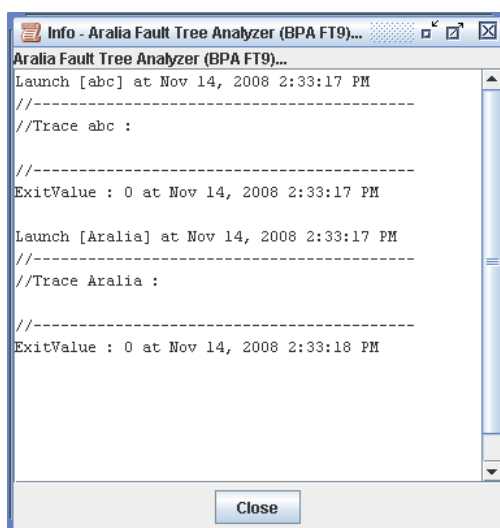 Info - Aralia Fault Tree Analyzer (BPA FT9)...
Aralia Fault Tree Analyzer (BPA FT9)...
Launch [abc] at Nov 14, 2008 2:33:17 PM
//-----------------------------------------
//Trace abc :
//-----------------------------------------
ExitValue : 0 at Nov 14, 2008 2:33:17 PM
Launch [Aralia] at Nov 14, 2008 2:33:17 PM
//-----------------------------------------
//Trace Aralia :
//-----------------------------------------
ExitValue : 0 at Nov 14, 2008 2:33:18 PM
Close